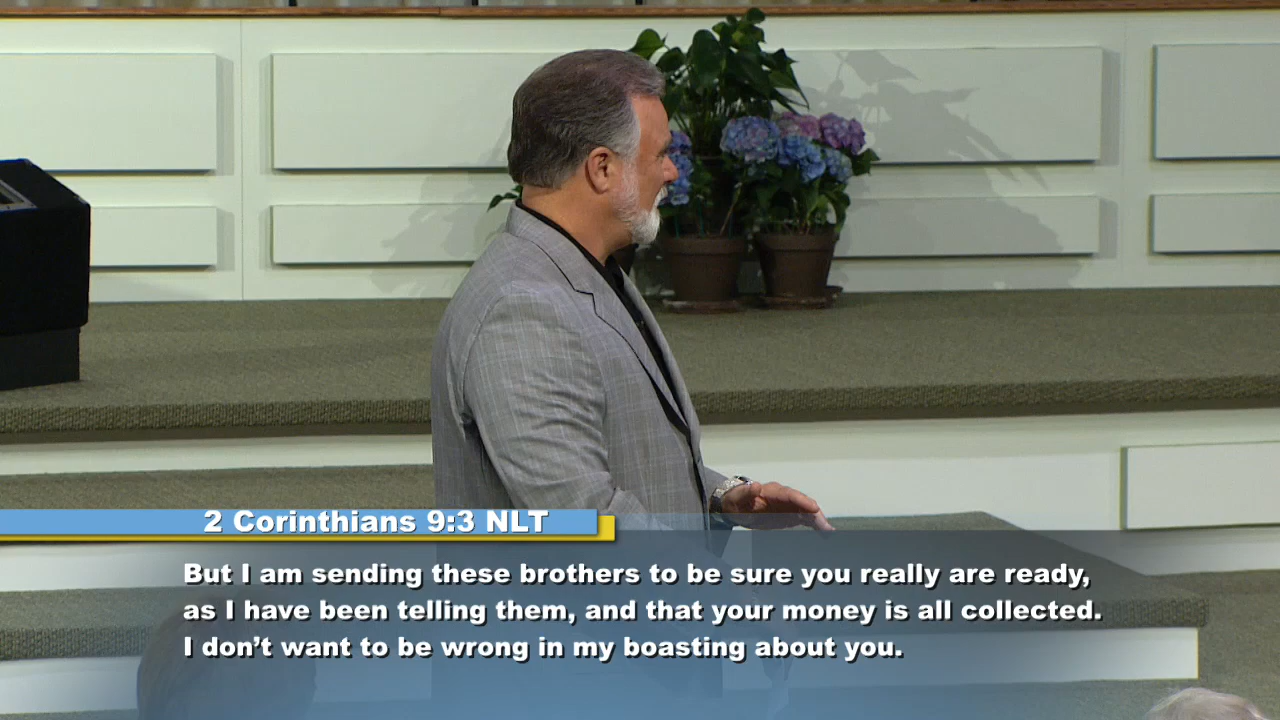 2 Corinthians 9:3 NLT
But I am sending these brothers to be sure you really are ready,
as I have been telling them, and that your money is all collected.
I don’t want to be wrong in my boasting about you.